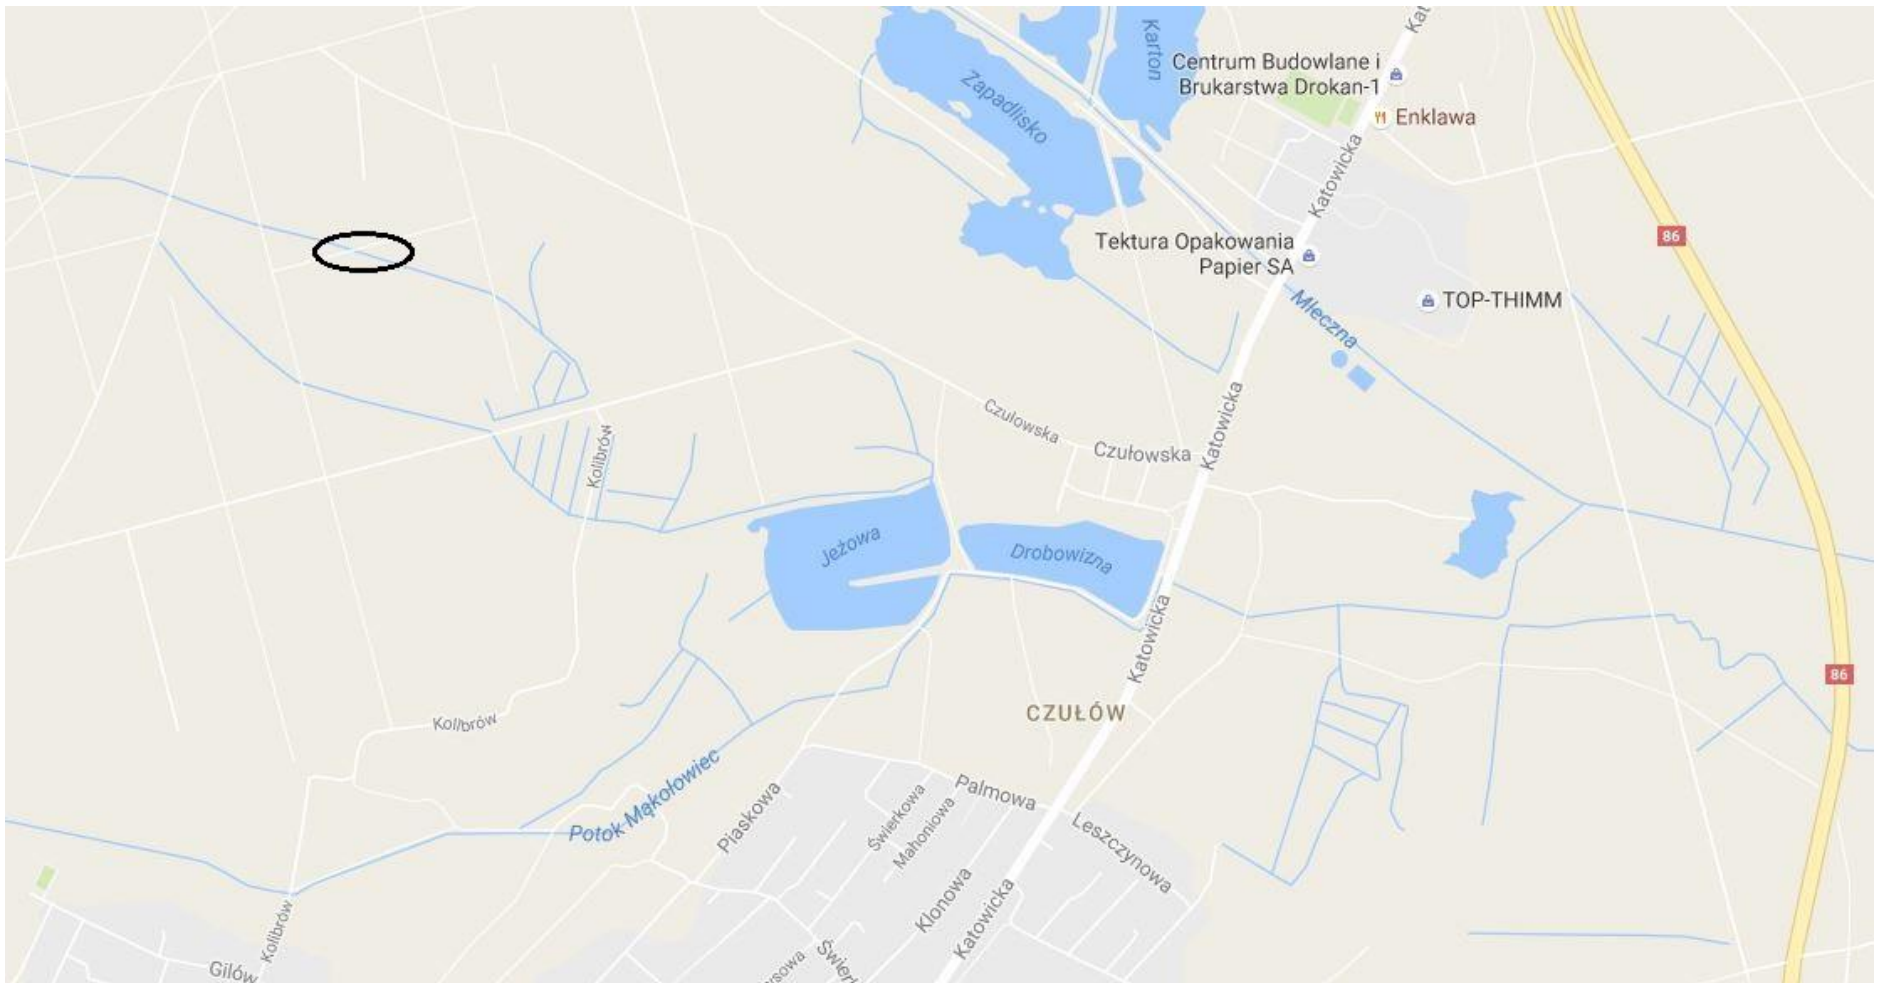 Kat
Karton
Centrum Budowlane i
Brukarstwa Drokan-1
Zapadlisko
Enklawa
Katowicka
86
Tektura Opakowania
Papier SA
TOP-THIMM
Mleczna
Katowicka
Czułowska
Czułowska
Kolibrów
Jeżowa
Drobowizna
Katowicka
86
CZUŁÓW
Kolibrów
Potok Mąkołowiec
Piaskowa
Palmowa
Świerkowa
Mahoniowa
Leszczynowa
Klonowa
Katowicka
Kolibrów
Gilów
Świerk